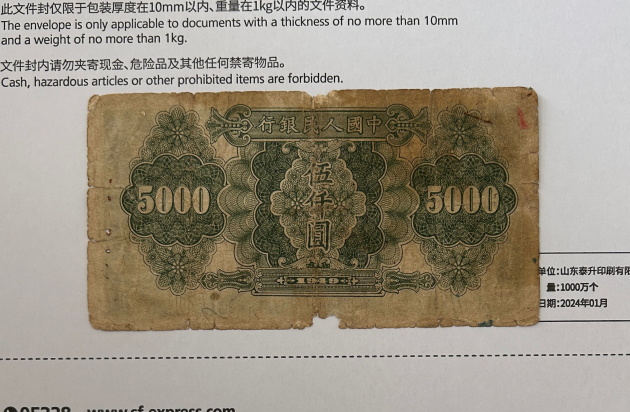 此文件封仅限于包装厚度在10mm以内、重量在1kg以内的文件资料。
The envelope is only applicable to documents with a thickness of no more than 10mm
and a weight of no more than 1kg.
文件封内请勿夹寄现金、危险品及其他任何禁寄物品。
Cash, hazardous articles or other prohibited items are forbidden.
行銀民人國中
5000
伍仟圓
5000
1949
单位:山东泰升印刷有限
量:1000万个
日期:2024年01月
95338 www.sf-express.com